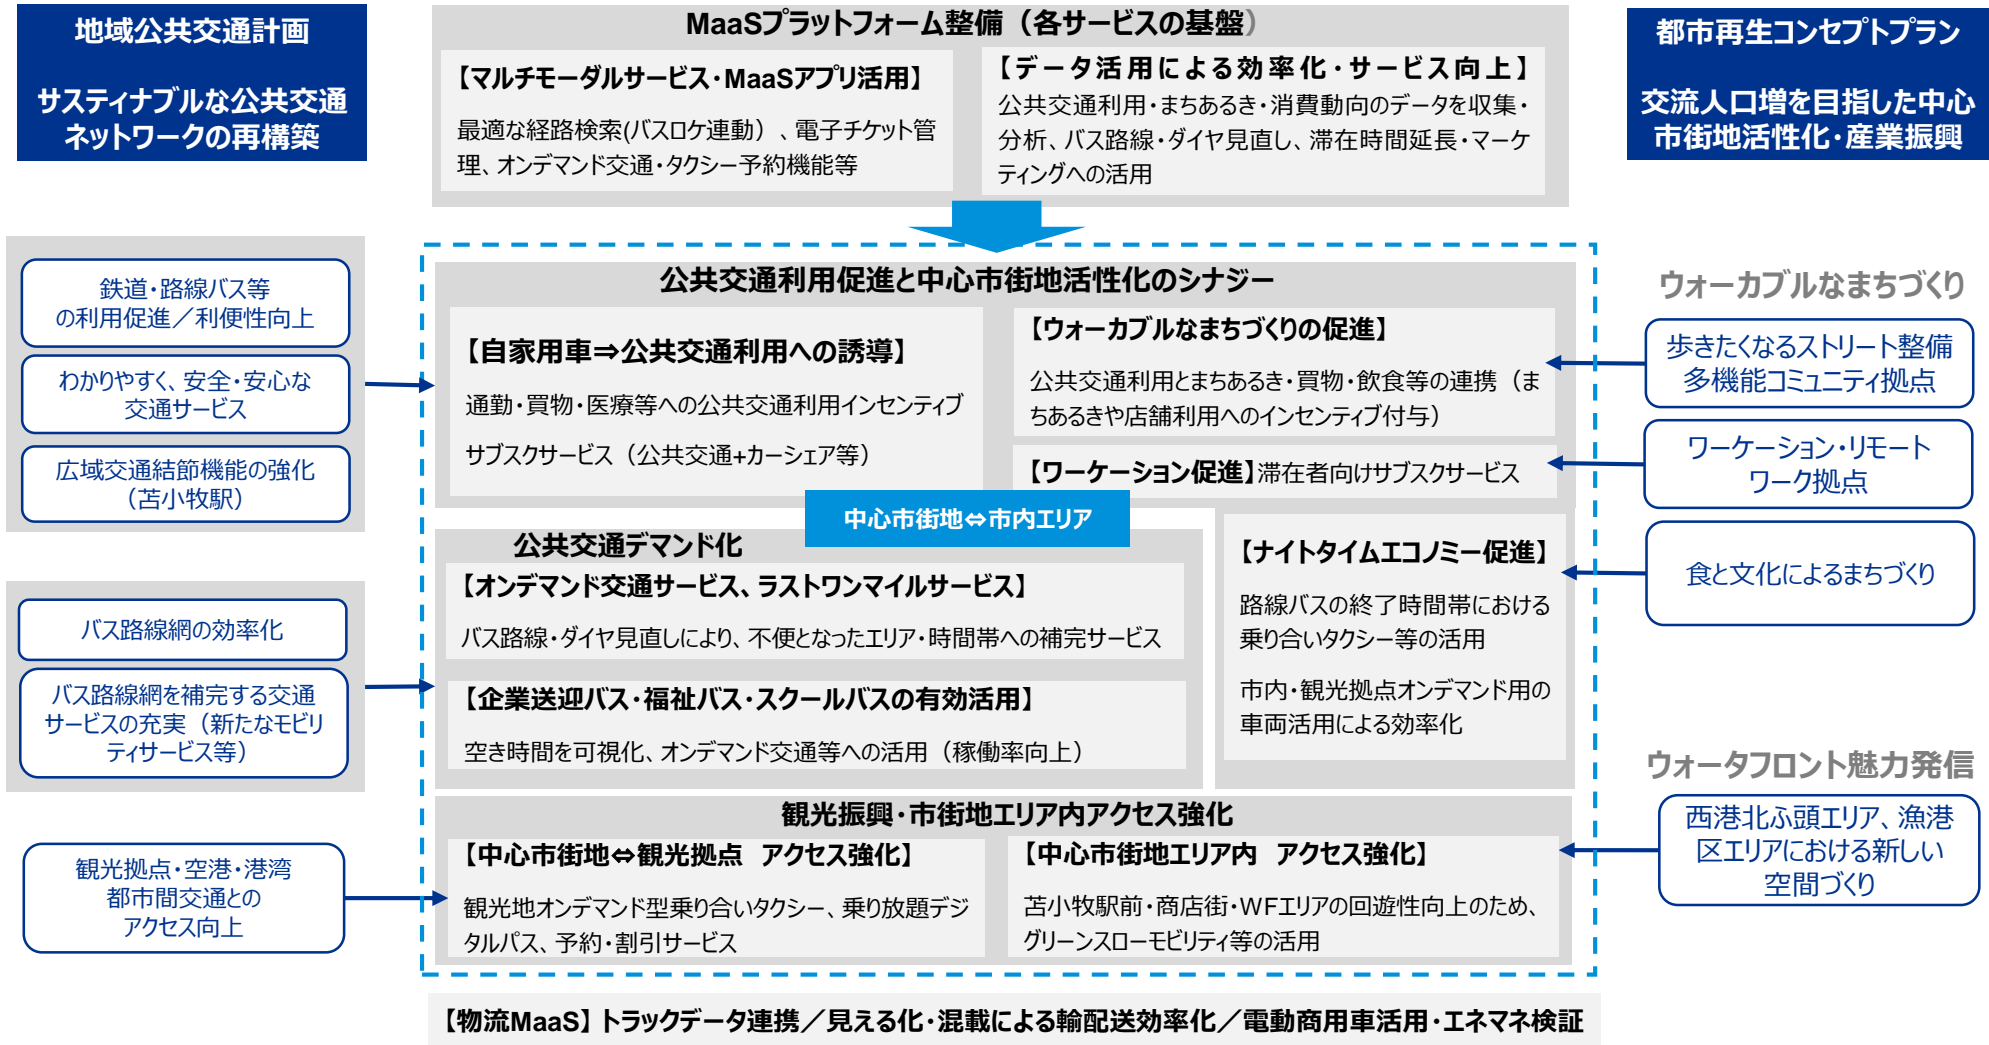 地域公共交通計画
サスティナブルな公共交通
ネットワークの再構築
MaaSプラットフォーム整備（各サービスの基盤）
【マルチモーダルサービス・MaaSアプリ活用】
最適な経路検索(バスロケ連動）、電子チケット管
理、オンデマンド交通・タクシー予約機能等
【データ活用による効率化・サービス向上】
公共交通利用・まちあるき・消費動向のデータを収集・
分析、バス路線・ダイヤ見直し、滞在時間延長・マーケ
ティングへの活用
都市再生コンセプトプラン
交流人口増を目指した中心
市街地活性化・産業振興
鉄道・路線バス等
の利用促進／利便性向上
わかりやすく、安全・安心な
交通サービス
広域交通結節機能の強化
（苫小牧駅）
バス路線網の効率化
バス路線網を補完する交通
サービスの充実（新たなモビリ
ティサービス等）
観光拠点・空港・港湾
都市間交通との
アクセス向上
公共交通利用促進と中心市街地活性化のシナジー
【自家用車⇒公共交通利用への誘導】
通勤・買物・医療等への公共交通利用インセンティブ
サブスクサービス（公共交通+カーシェア等）
【ウォーカブルなまちづくりの促進】
公共交通利用とまちあるき・買物・飲食等の連携（ま
ちあるきや店舗利用へのインセンティブ付与）
【ワーケーション促進】滞在者向けサブスクサービス
中心市街地⇔市内エリア
公共交通デマンド化
【オンデマンド交通サービス、ラストワンマイルサービス】
バス路線・ダイヤ見直しにより、不便となったエリア・時間帯への補完サービス
【企業送迎バス・福祉バス・スクールバスの有効活用】
空き時間を可視化、オンデマンド交通等への活用（稼働率向上）
【ナイトタイムエコノミー促進】
路線バスの終了時間帯における
乗り合いタクシー等の活用
市内・観光拠点オンデマンド用の
車両活用による効率化
観光振興・市街地エリア内アクセス強化
【中心市街地⇔観光拠点　アクセス強化】
観光地オンデマンド型乗り合いタクシー、乗り放題デジ
タルパス、予約・割引サービス
【中心市街地エリア内　アクセス強化】
苫小牧駅前・商店街・WFエリアの回遊性向上のため、
グリーンスローモビリティ等の活用
ウォーカブルなまちづくり
歩きたくなるストリート整備
多機能コミュニティ拠点
ワーケーション・リモート
ワーク拠点
食と文化によるまちづくり
ウォータフロント魅力発信
西港北ふ頭エリア、漁港
区エリアにおける新しい
空間づくり
【物流MaaS】トラックデータ連携／見える化・混載による輸配送効率化／電動商用車活用・エネマネ検証